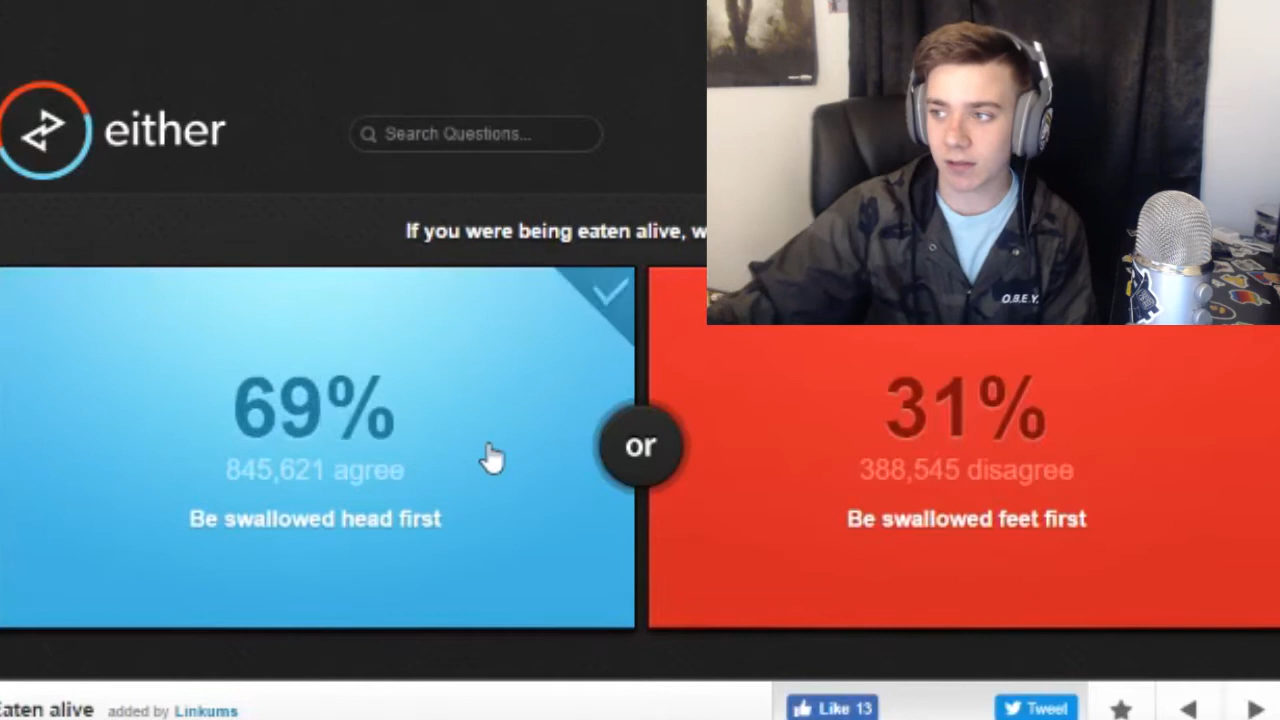 either
Search Questions...
If you were being eaten alive, w
69%
845,621 agree
Be swallowed head first
or
31%
388,545 disagree
Be swallowed feet first
O.B.E.Y.
Eaten alive added by Linkums
Like 13
Tweet